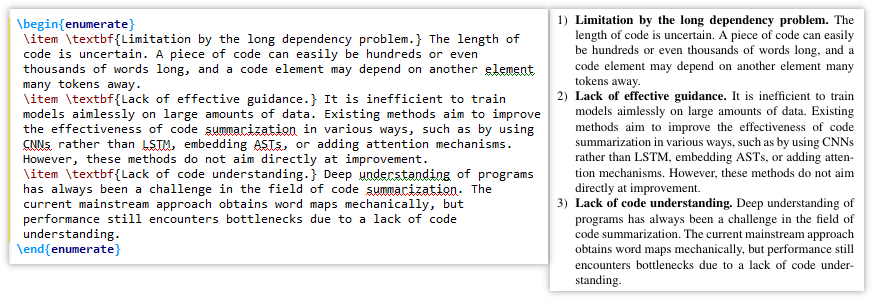 \begin{enumerate}
\item \textbf{Limitation by the long dependency problem.} The length of
code is uncertain. A piece of code can easily be hundreds or even
thousands of words long, and a code element may depend on another element
many tokens away.
\item \textbf{Lack of effective guidance.} It is inefficient to train
models aimlessly on large amounts of data. Existing methods aim to improve
the effectiveness of code summarization in various ways, such as by using
CNNs rather than LSTM, embedding ASTs, or adding attention mechanisms.
However, these methods do not aim directly at improvement.
\item \textbf{Lack of code understanding.} Deep understanding of programs
has always been a challenge in the field of code summarization. The
current mainstream approach obtains word maps mechanically, but
performance still encounters bottlenecks due to a lack of code
understanding.
\end{enumerate}
1) Limitation by the long dependency problem. The
length of code is uncertain. A piece of code can easily
be hundreds or even thousands of words long, and a
code element may depend on another element many
tokens away.
2) Lack of effective guidance. It is inefficient to train
models aimlessly on large amounts of data. Existing
methods aim to improve the effectiveness of code
summarization in various ways, such as by using CNNs
rather than LSTM, embedding ASTs, or adding atten-
tion mechanisms. However, these methods do not aim
directly at improvement.
3) Lack of code understanding. Deep understanding of
programs has always been a challenge in the field of
code summarization. The current mainstream approach
obtains word maps mechanically, but performance still
encounters bottlenecks due to a lack of code under-
standing.